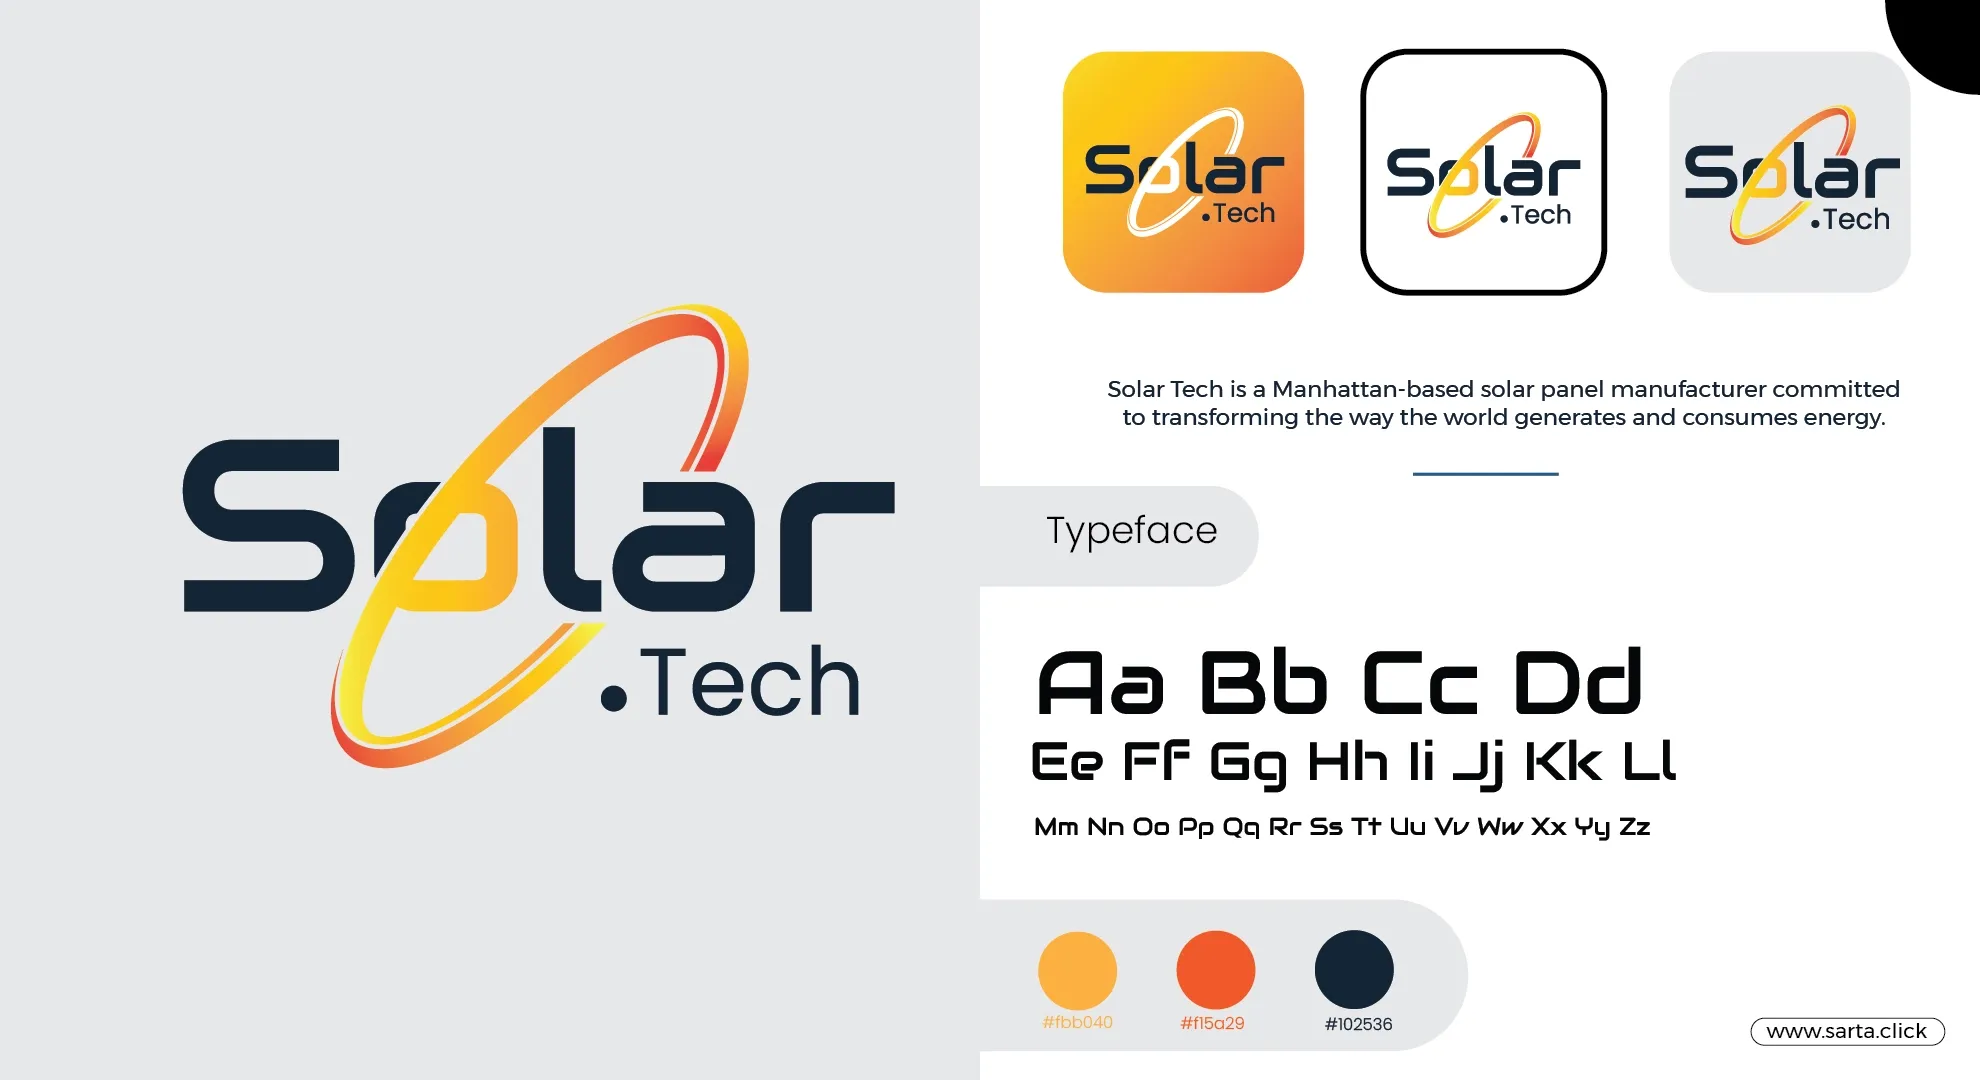 Solar
.Tech
Solar
.Tech
Solar
.Tech
Solar
.Tech
Solar Tech is a Manhattan-based solar panel manufacturer committed
to transforming the way the world generates and consumes energy.
Typeface
Aa Bb Cc Dd
Ee Ff Gg Hh Ii Jj Kk Ll
Mm Nn Oo Pp Qq Rr Ss Tt Uu Vv Ww Xx Yy Zz
#fbb040 #f15a29 #102536
www.sarta.click